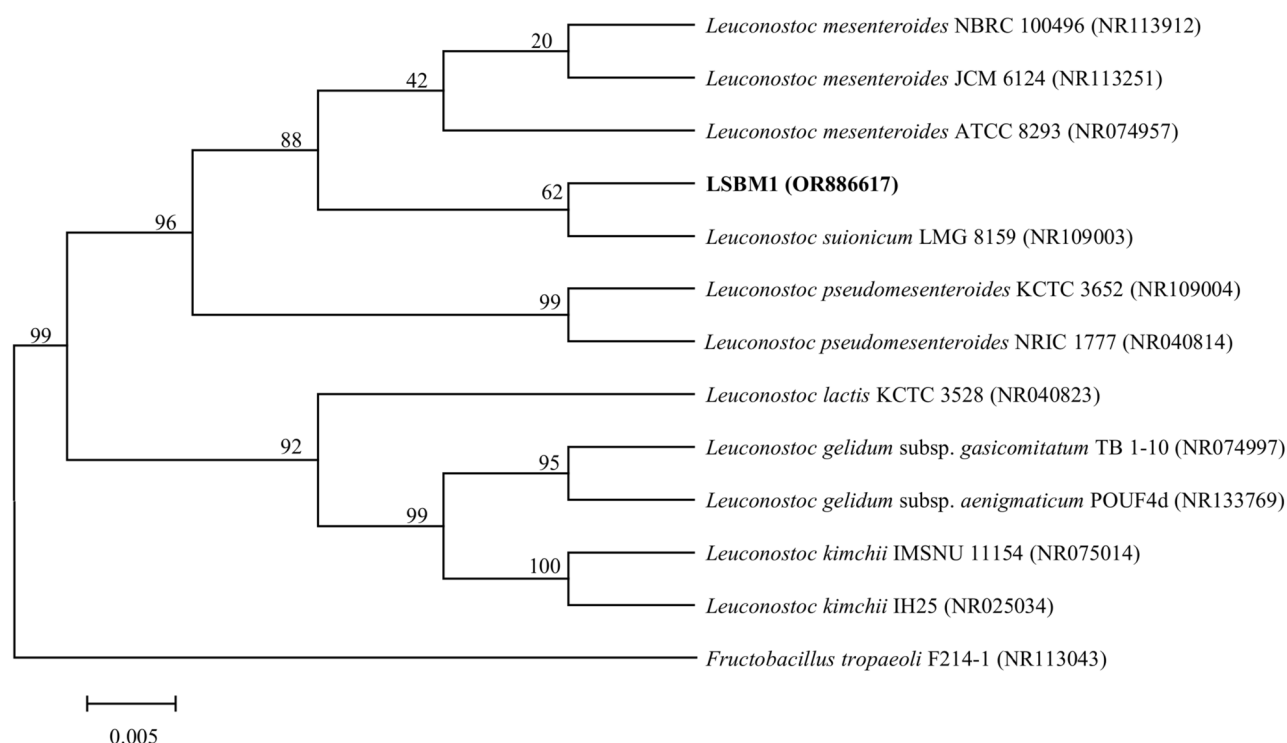 Leuconostoc mesenteroides NBRC 100496 (NR113912)
20
Leuconostoc mesenteroides JCM 6124 (NR113251)
42
Leuconostoc mesenteroides ATCC 8293 (NR074957)
88
LSBM1 (OR886617)
62
96
Leuconostoc suionicum LMG 8159 (NR109003)
Leuconostoc pseudomesenteroides KCTC 3652 (NR109004)
99
99
Leuconostoc pseudomesenteroides NRIC 1777 (NR040814)
Leuconostoc lactis KCTC 3528 (NR040823)
92
Leuconostoc gelidum subsp. gasicomitatum TB 1-10 (NR074997)
95
Leuconostoc gelidum subsp. aenigmaticum POUF4d (NR133769)
99
Leuconostoc kimchii IMSNU 11154 (NR075014)
100
Leuconostoc kimchii IH25 (NR025034)
Fructobacillus tropaeoli F214-1 (NR113043)
0.005